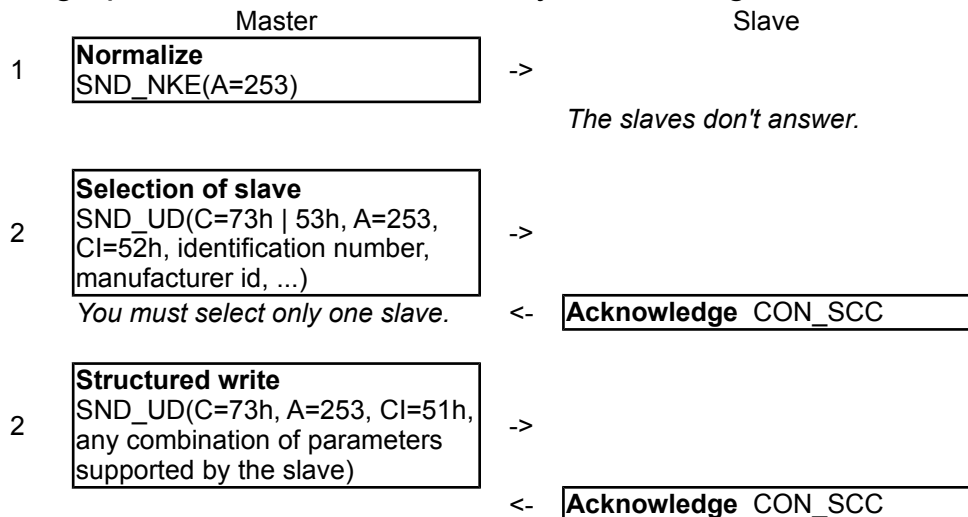 Master Slave
Normalize
1 SND_NKE(A=253) ->
The slaves don't answer.
Selection of slave
SND_UD(C=73h | 53h, A=253,
2 CI=52h, identification number, ->
manufacturer id, ...)
You must select only one slave. <- Acknowledge CON_SCC
Structured write
SND_UD(C=73h, A=253, CI=51h,
2 any combination of parameters ->
supported by the slave)
<- Acknowledge CON_SCC